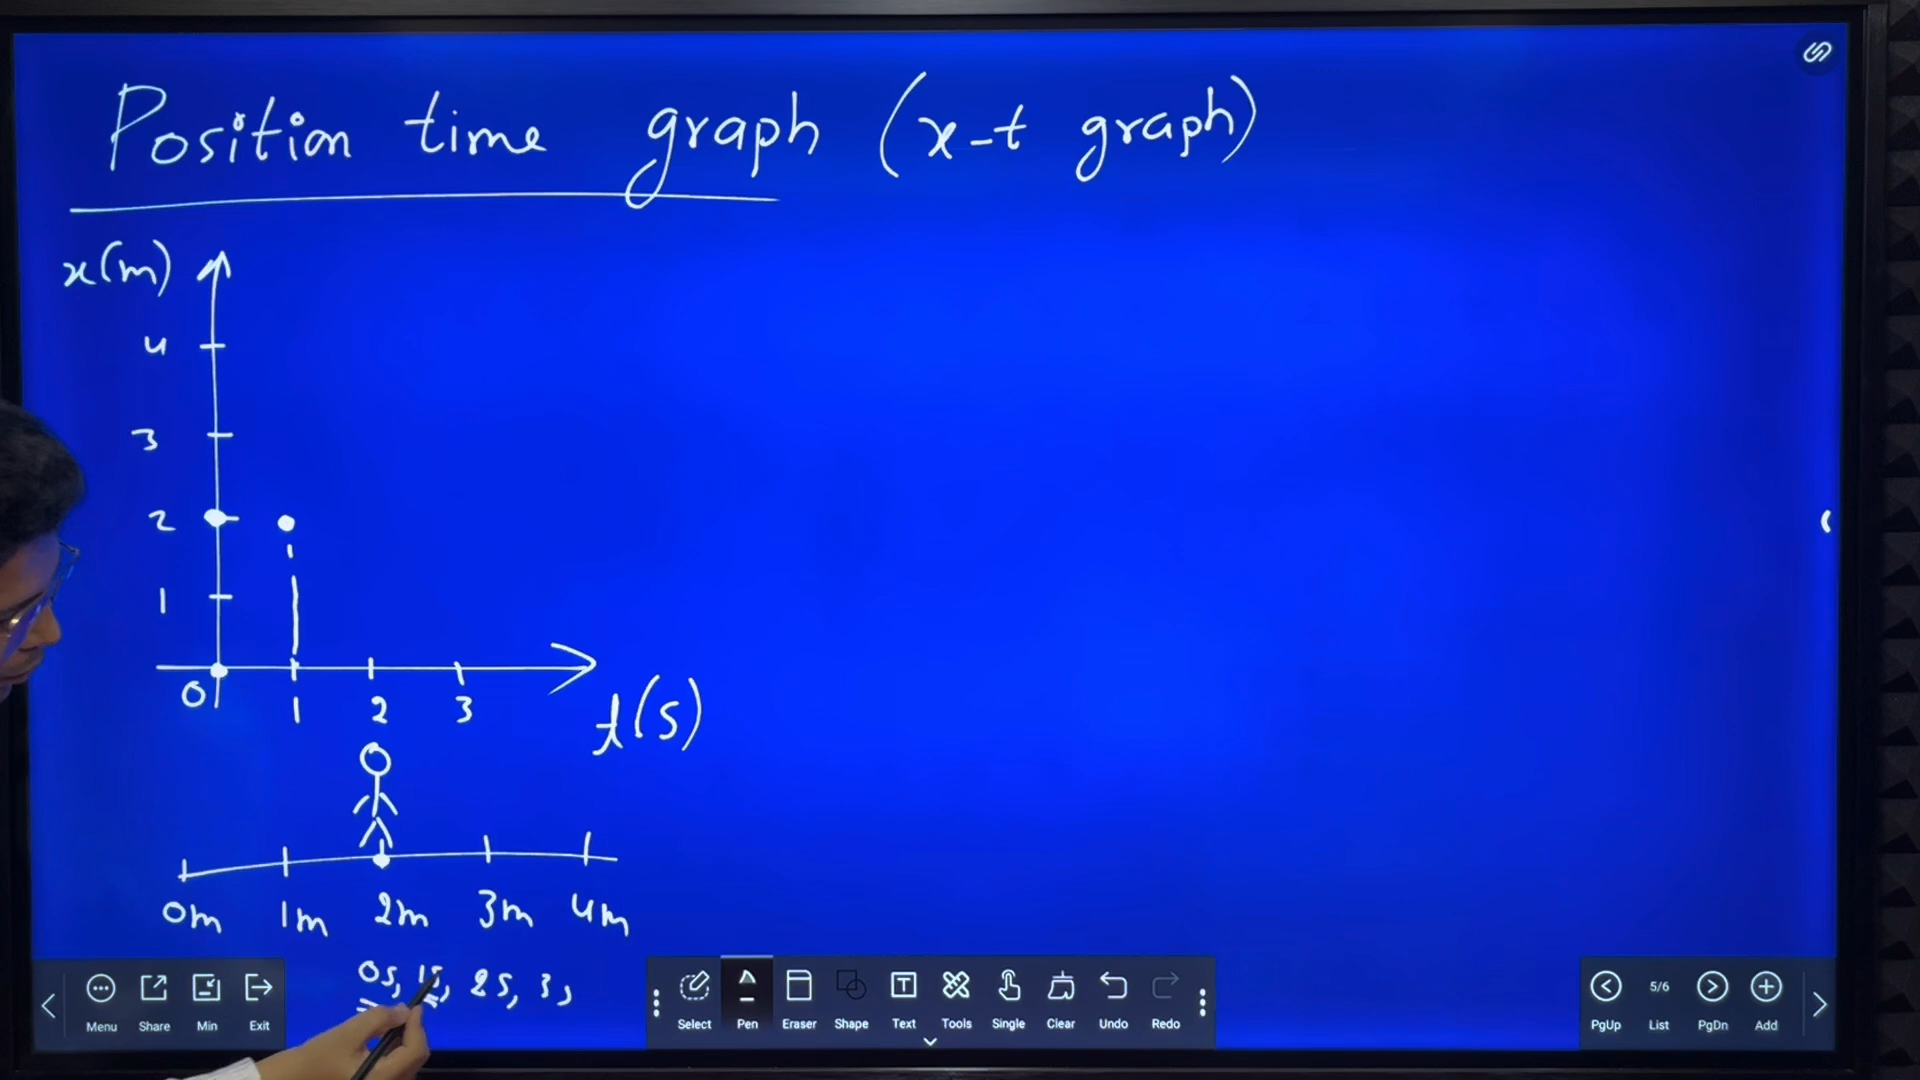 Position time graph (x-t graph)
x(m)
4
3
2
1
0 1 2 3
t(s)
0m 1m 2m 3m 4m
0s, 1s, 2s, 3s
Menu Share Min Exit
Select Pen Eraser Shape Text Tools Single Clear Undo Redo
5/6
PgUp List PgDn Add